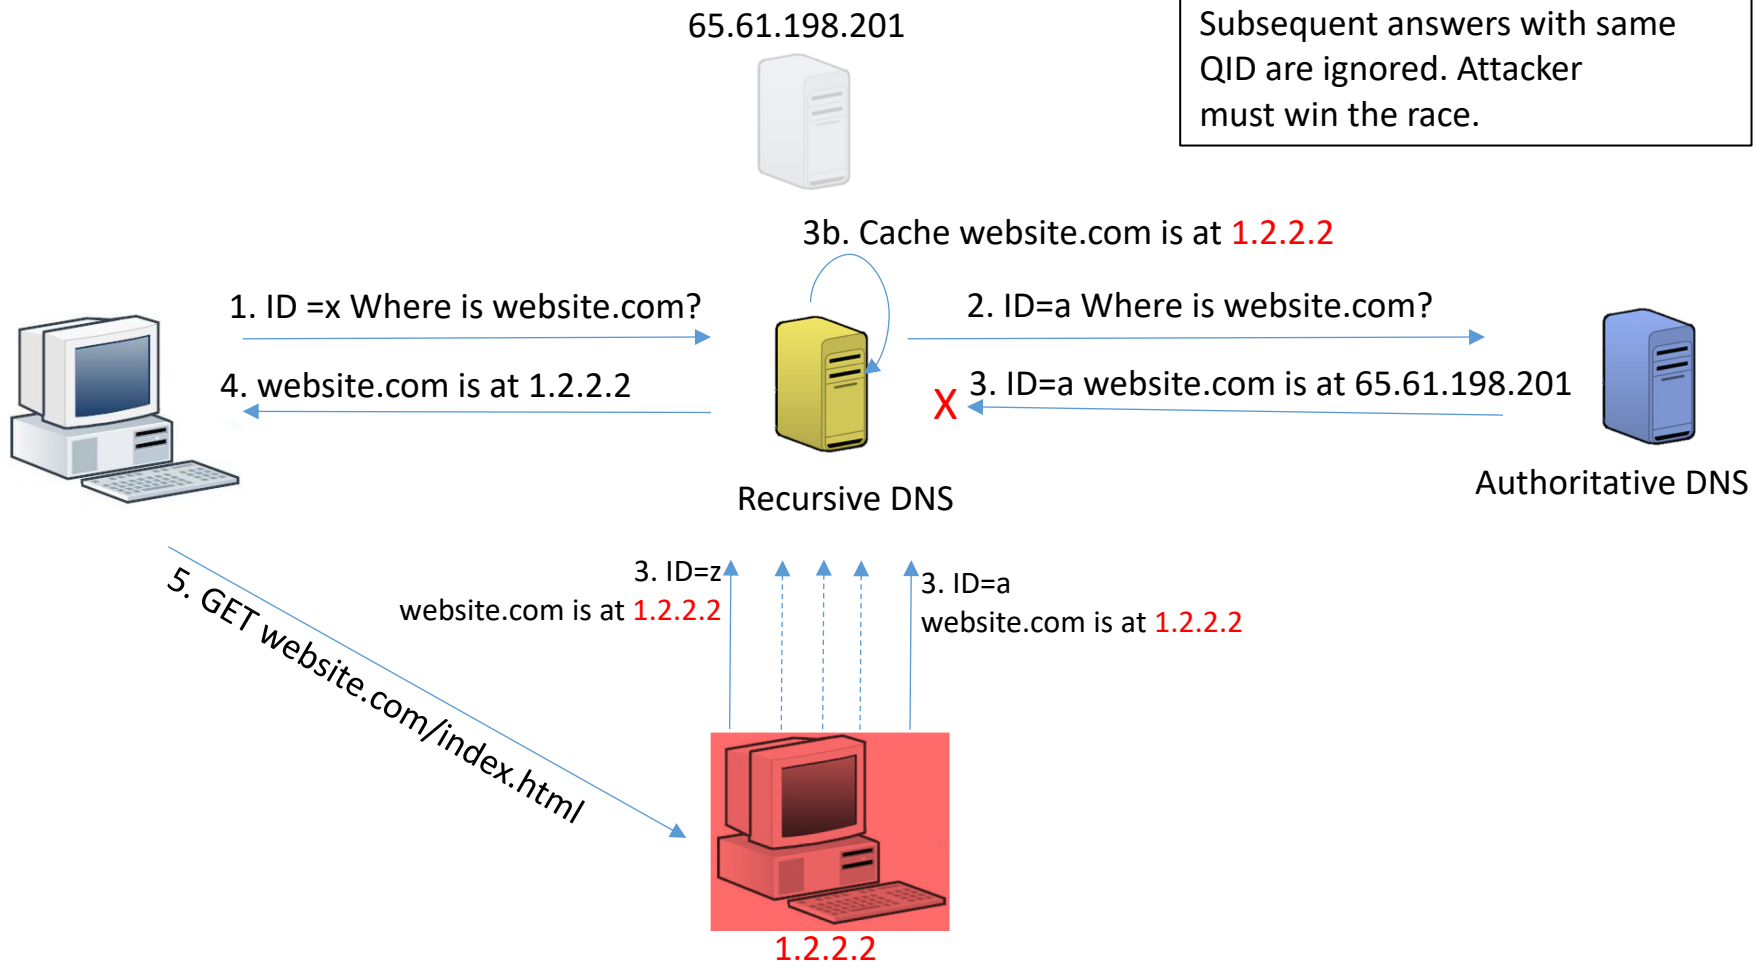 65.61.198.201
Subsequent answers with same
QID are ignored. Attacker
must win the race.
3b. Cache website.com is at 1.2.2.2
1. ID =x Where is website.com?
2. ID=a Where is website.com?
4. website.com is at 1.2.2.2
X
3. ID=a website.com is at 65.61.198.201
Recursive DNS
Authoritative DNS
3. ID=z
website.com is at 1.2.2.2
3. ID=a
website.com is at 1.2.2.2
5. GET website.com/index.html
1.2.2.2